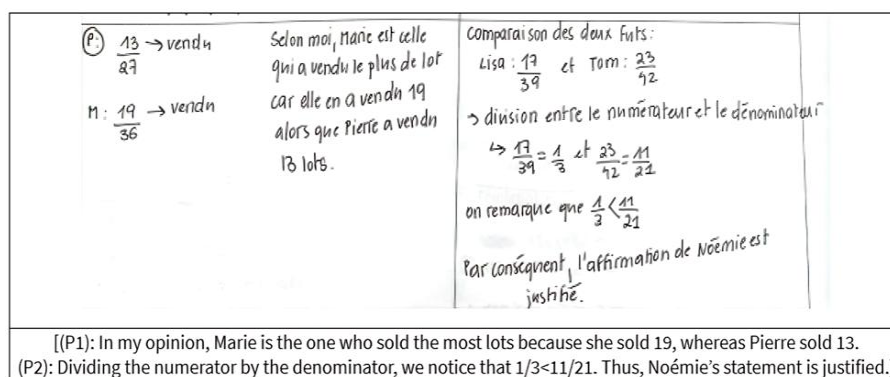 P: 13/27 → vendu
M: 19/36 → vendu
Selon moi, Marie est celle
qui a vendu le plus de lot
car elle en a vendu 19
alors que Pierre a vendu
13 lots.
Comparaison des deux futs:
Lisa: 17/39 et Tom: 23/42
→ division entre le numérateur et le dénominateur
↳ 17/39 = 1/3 et 23/42 = 11/21
on remarque que 1/3 < 11/21
Par conséquent, l'affirmation de Noémie est
justifié.
[(P1): In my opinion, Marie is the one who sold the most lots because she sold 19, whereas Pierre sold 13.
(P2): Dividing the numerator by the denominator, we notice that 1/3<11/21. Thus, Noémie's statement is justified.